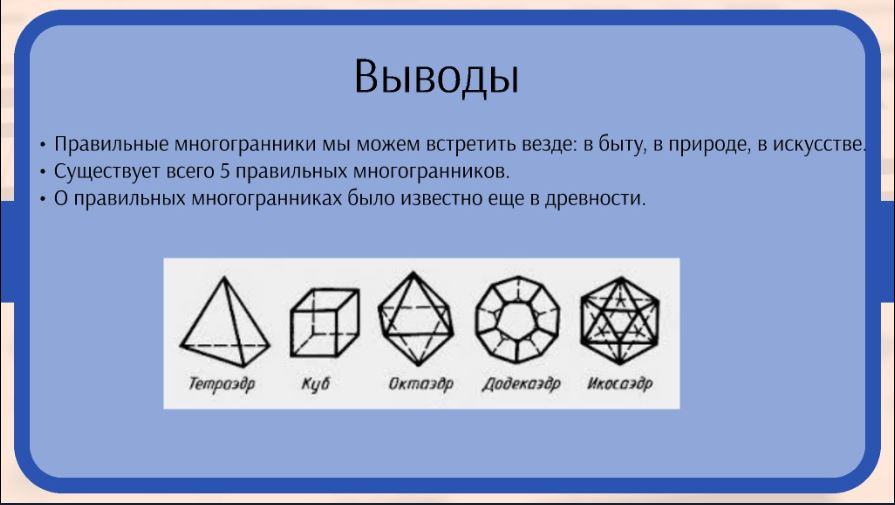 Выводы
• Правильные многогранники мы можем встретить везде: в быту, в природе, в искусстве.
• Существует всего 5 правильных многогранников.
• О правильных многогранниках было известно еще в древности.
Тетраэдр Куб Октаэдр Додекаэдр Икосаэдр